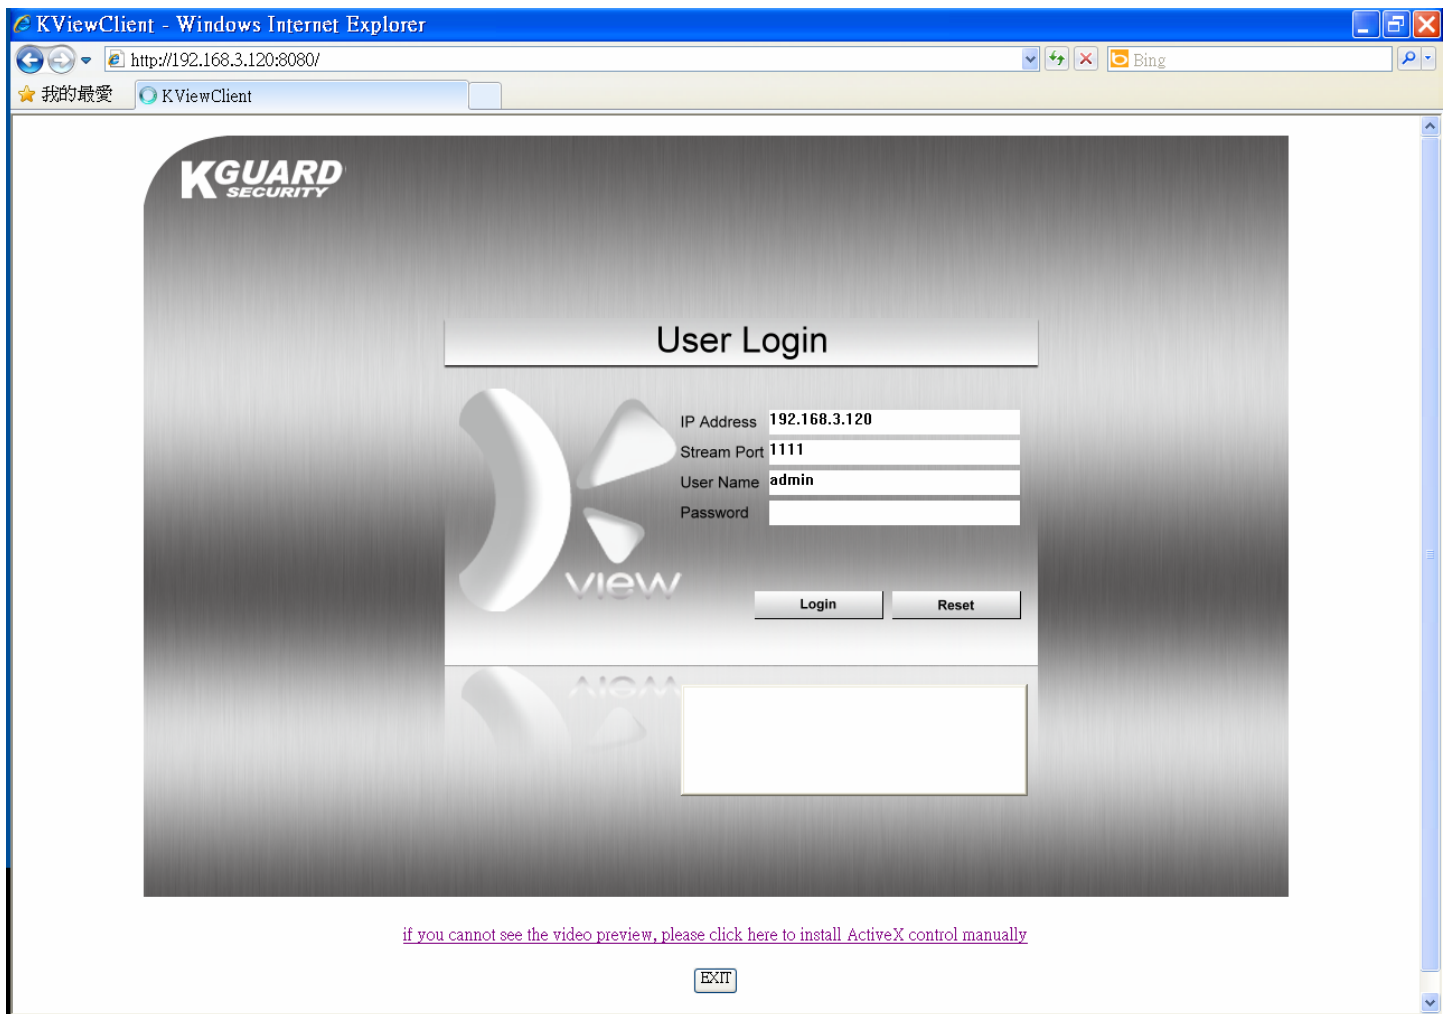 KViewClient - Windows Internet Explorer
http://192.168.3.120:8080/
Bing
我的最愛
KViewClient
KGUARD
SECURITY
User Login
IP Address 192.168.3.120
Stream Port 1111
User Name admin
Password
VIEW
Login Reset
VIEW
if you cannot see the video preview, please click here to install ActiveX control manually
EXIT